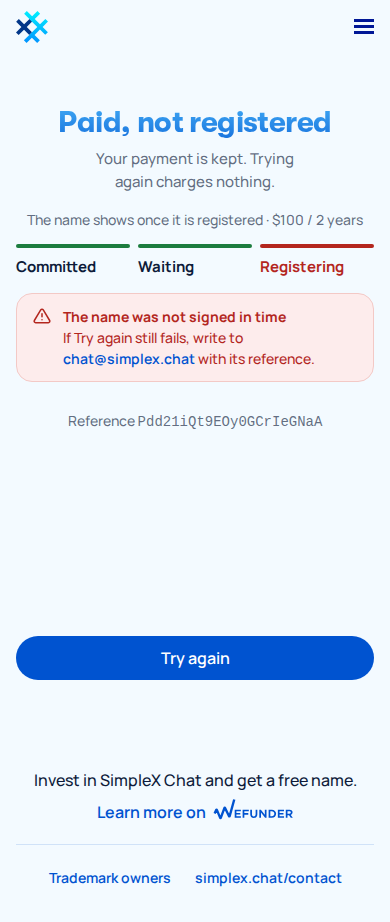 Paid, not registered
Your payment is kept. Trying
again charges nothing.
The name shows once it is registered · $100 / 2 years
Committed
Waiting
Registering
The name was not signed in time
If Try again still fails, write to
chat@simplex.chat with its reference.
Reference Pdd21iQt9EOy0GCrIeGNaA
Try again
Invest in SimpleX Chat and get a free name.
Learn more on WEFUNDER
Trademark owners
simplex.chat/contact